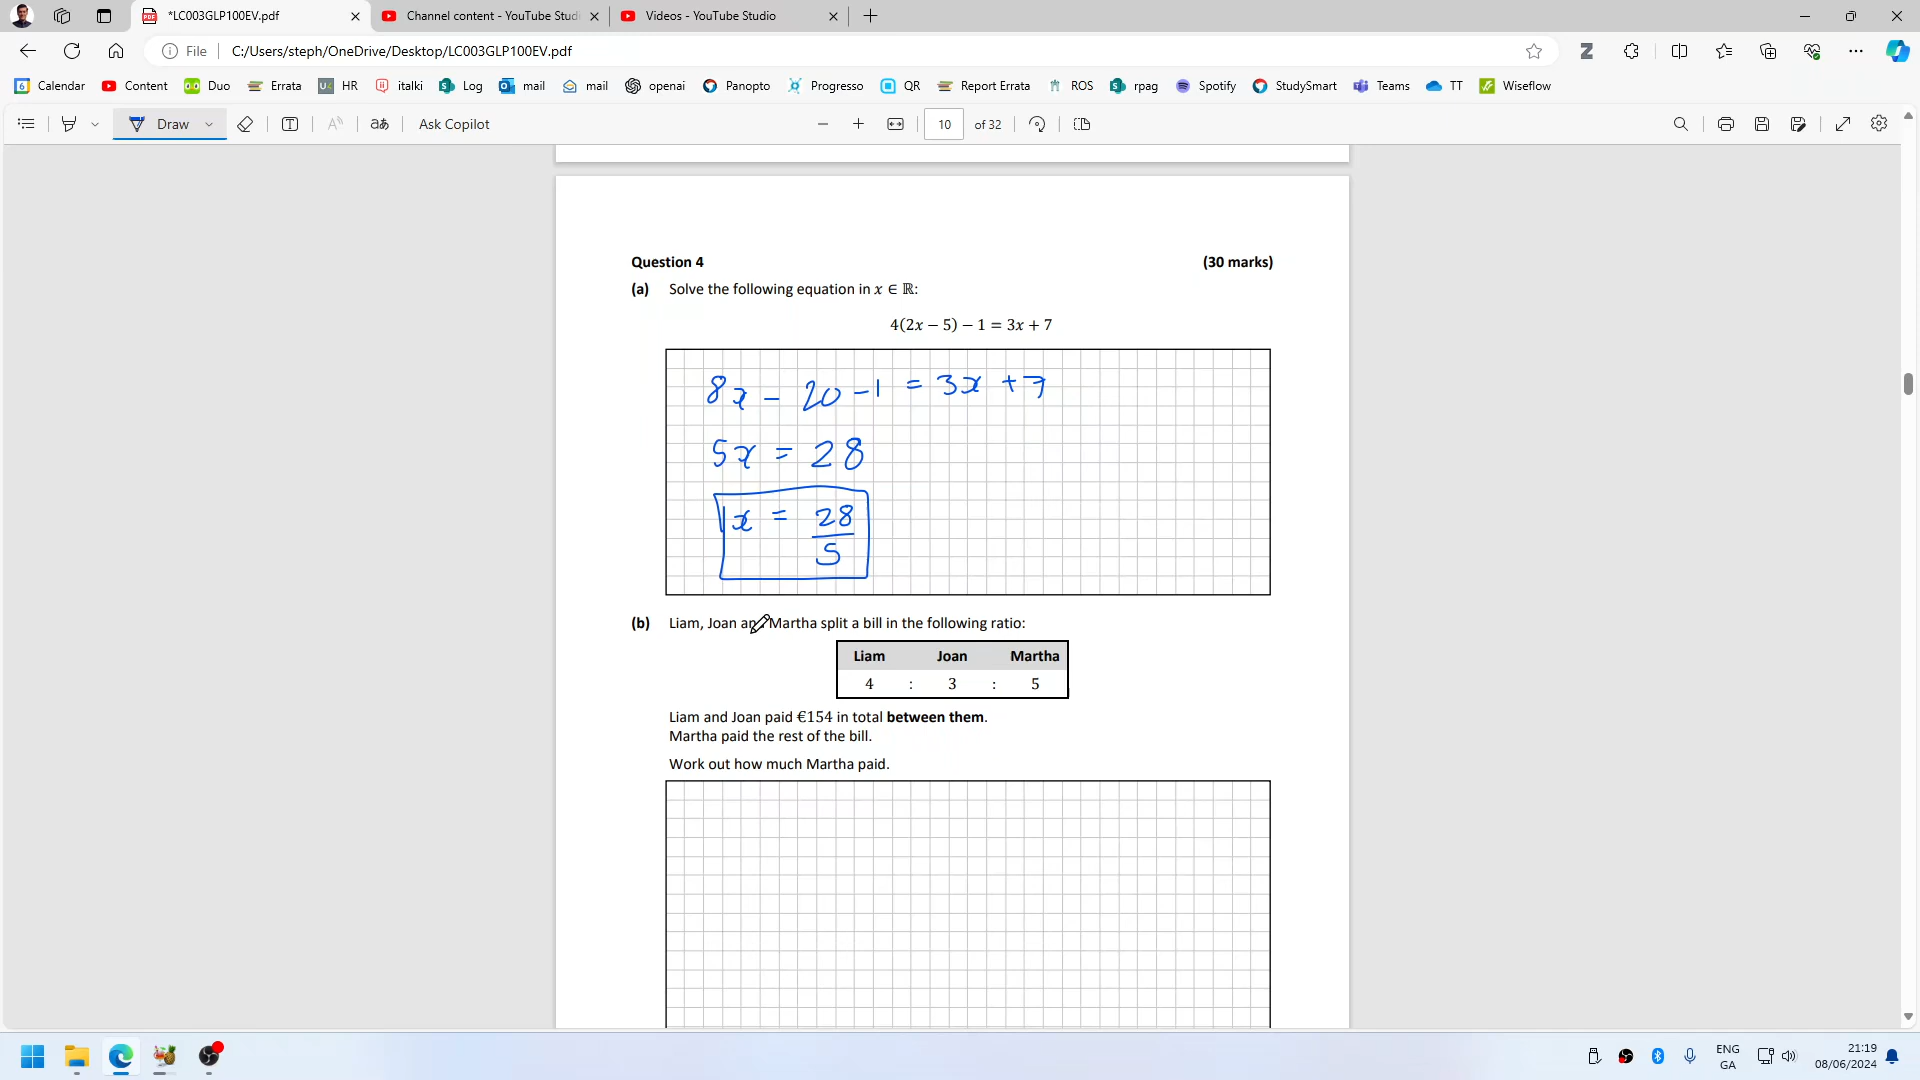 *LC003GLP100EV.pdf
Channel content - YouTube Studi
Videos - YouTube Studio
File
C:/Users/steph/OneDrive/Desktop/LC003GLP100EV.pdf
Calendar Content Duo Errata HR italki Log mail mail openai Panopto Progresso QR Report Errata ROS rpag Spotify StudySmart Teams TT Wiseflow
Draw
Ask Copilot
10 of 32
Question 4 (30 marks)
(a) Solve the following equation in x ∈ ℝ:
4(2x − 5) − 1 = 3x + 7
8x - 20 - 1 = 3x + 7
5x = 28
x = 28/5
(b) Liam, Joan an Martha split a bill in the following ratio:
Liam Joan Martha
4 : 3 : 5
Liam and Joan paid €154 in total between them.
Martha paid the rest of the bill.
Work out how much Martha paid.
ENG
GA
21:19
08/06/2024